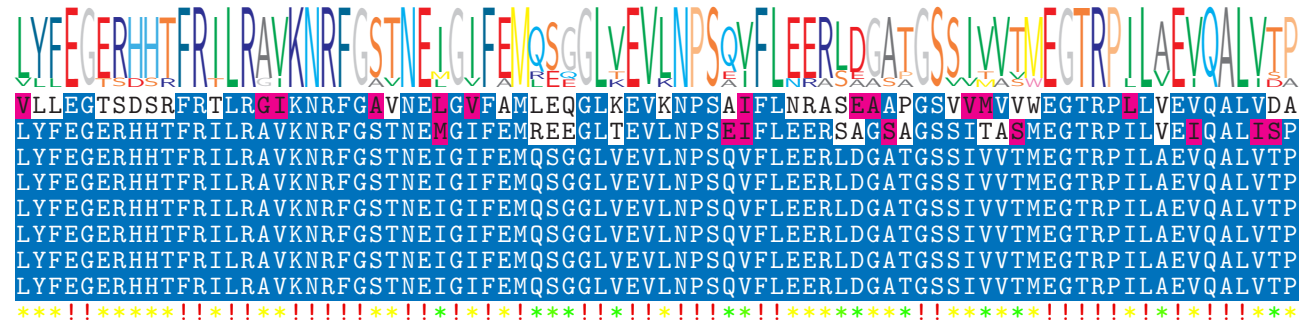 LYFEGERHHTFRILRAVKNRFGSTNEIGIFEMQSGGLVEVLNPSQVFLEERLDGATGSSIVVTMEGTRPILAEVQALVTP
VLLEGTSDSRFRTLRGIKNRFGAVNELGVFAMLEQGLKEVKNPSAIFLNRASEAAPGSVVMVVWEGTRPLLVEVQALVDA
LYFEGERHHTFRILRAVKNRFGSTNEMGIFEMREEGLTEVLNPSEIFLEERSAGSAGSSITASMEGTRPILVEIQALISP
LYFEGERHHTFRILRAVKNRFGSTNEIGIFEMQSGGLVEVLNPSQVFLEERLDGATGSSIVVTMEGTRPILAEVQALVTP
LYFEGERHHTFRILRAVKNRFGSTNEIGIFEMQSGGLVEVLNPSQVFLEERLDGATGSSIVVTMEGTRPILAEVQALVTP
LYFEGERHHTFRILRAVKNRFGSTNEIGIFEMQSGGLVEVLNPSQVFLEERLDGATGSSIVVTMEGTRPILAEVQALVTP
LYFEGERHHTFRILRAVKNRFGSTNEIGIFEMQSGGLVEVLNPSQVFLEERLDGATGSSIVVTMEGTRPILAEVQALVTP
LYFEGERHHTFRILRAVKNRFGSTNEIGIFEMQSGGLVEVLNPSQVFLEERLDGATGSSIVVTMEGTRPILAEVQALVTP
LYFEGERHHTFRILRAVKNRFGSTNEIGIFEMQSGGLVEVLNPSQVFLEERLDGATGSSIVVTMEGTRPILAEVQALVTP
***!!*****!!*!!**!!!!!**!!*!*!*!***!!*!!*!!!**!!********!!******!!!!!*!*!*!!!***